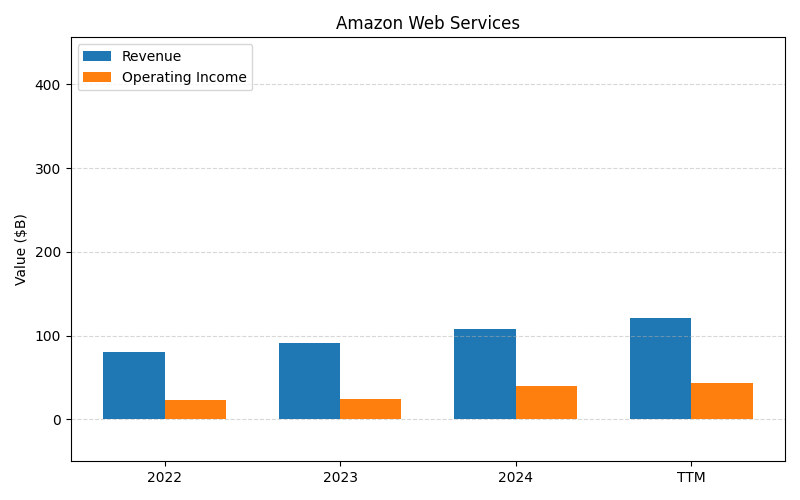 Amazon Web Services
Revenue
Operating Income
400
300
200
100
0
Value ($B)
2022 2023 2024 TTM